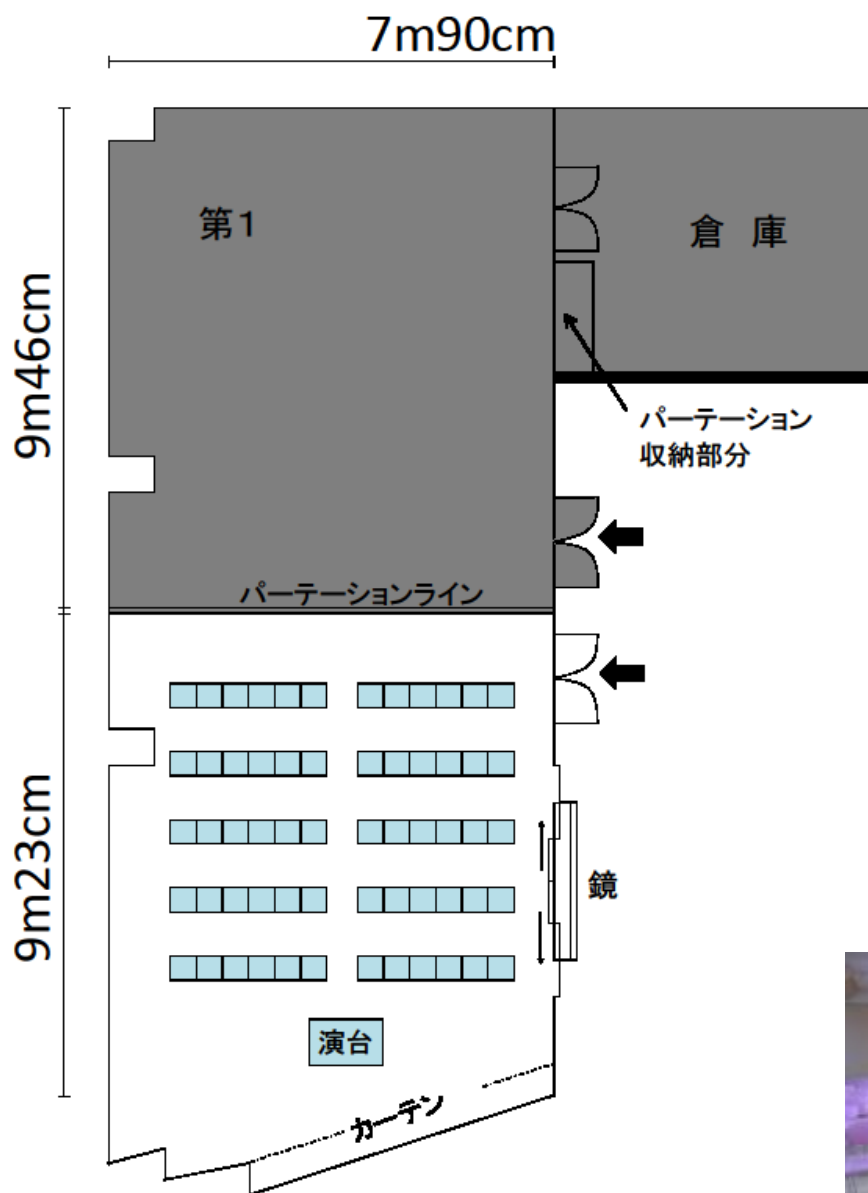 7m90cm
第1
倉 庫
9m46cm
パーテーション
収納部分
パーテーションライン
9m23cm
鏡
演台
カーテン